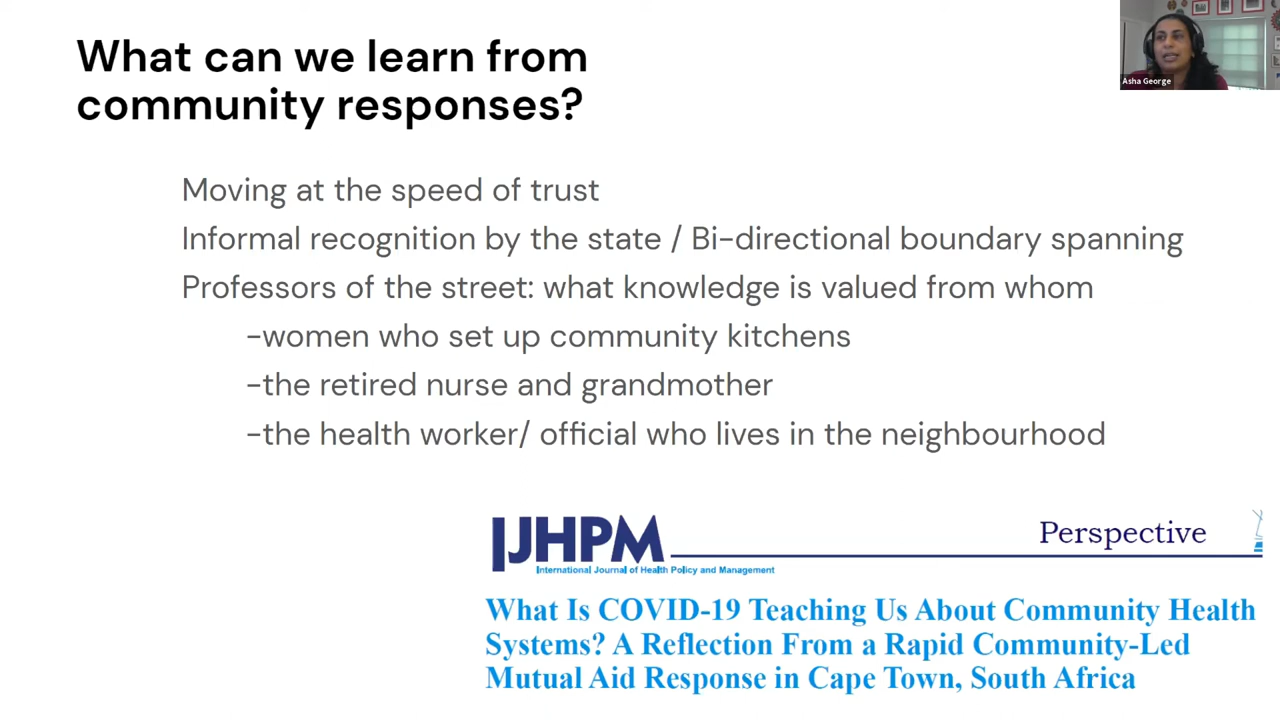 What can we learn from
community responses?
Asha George
Moving at the speed of trust
Informal recognition by the state / Bi-directional boundary spanning
Professors of the street: what knowledge is valued from whom
-women who set up community kitchens
-the retired nurse and grandmother
-the health worker/ official who lives in the neighbourhood
IJHPM
International Journal of Health Policy and Management
Perspective
What Is COVID-19 Teaching Us About Community Health
Systems? A Reflection From a Rapid Community-Led
Mutual Aid Response in Cape Town, South Africa